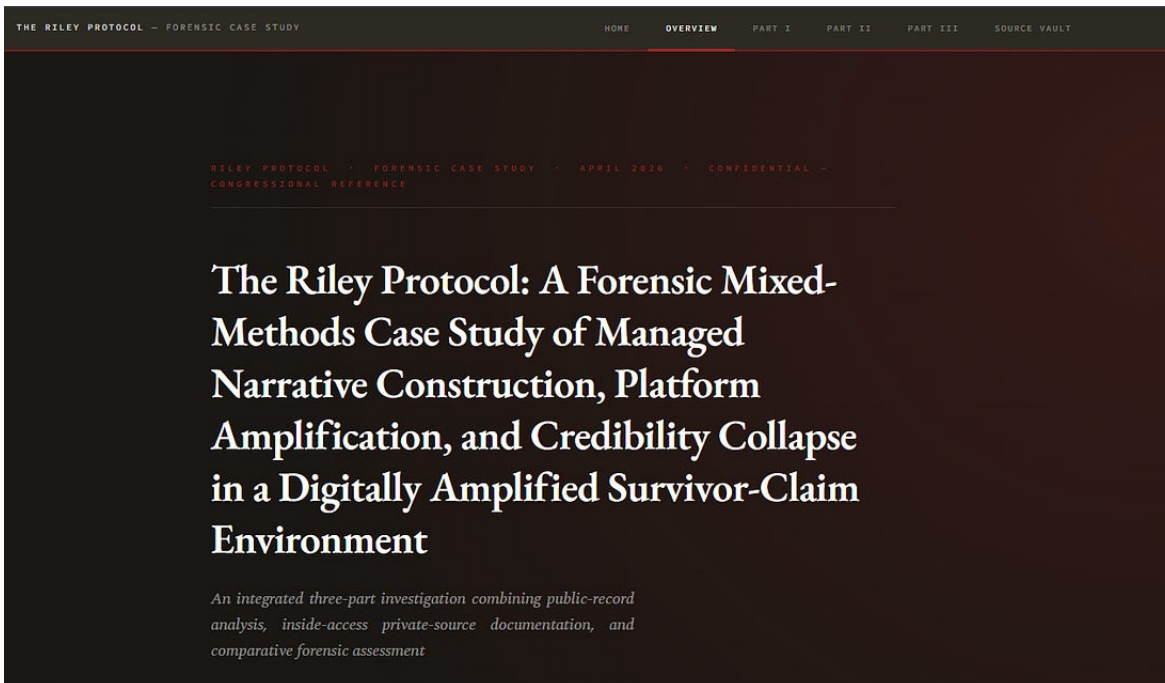 THE RILEY PROTOCOL — FORENSIC CASE STUDY
HOME OVERVIEW PART I PART II PART III SOURCE VAULT
RILEY PROTOCOL · FORENSIC CASE STUDY · APRIL 2026 · CONFIDENTIAL —
CONGRESSIONAL REFERENCE
The Riley Protocol: A Forensic Mixed-
Methods Case Study of Managed
Narrative Construction, Platform
Amplification, and Credibility Collapse
in a Digitally Amplified Survivor-Claim
Environment
An integrated three-part investigation combining public-record
analysis, inside-access private-source documentation, and
comparative forensic assessment